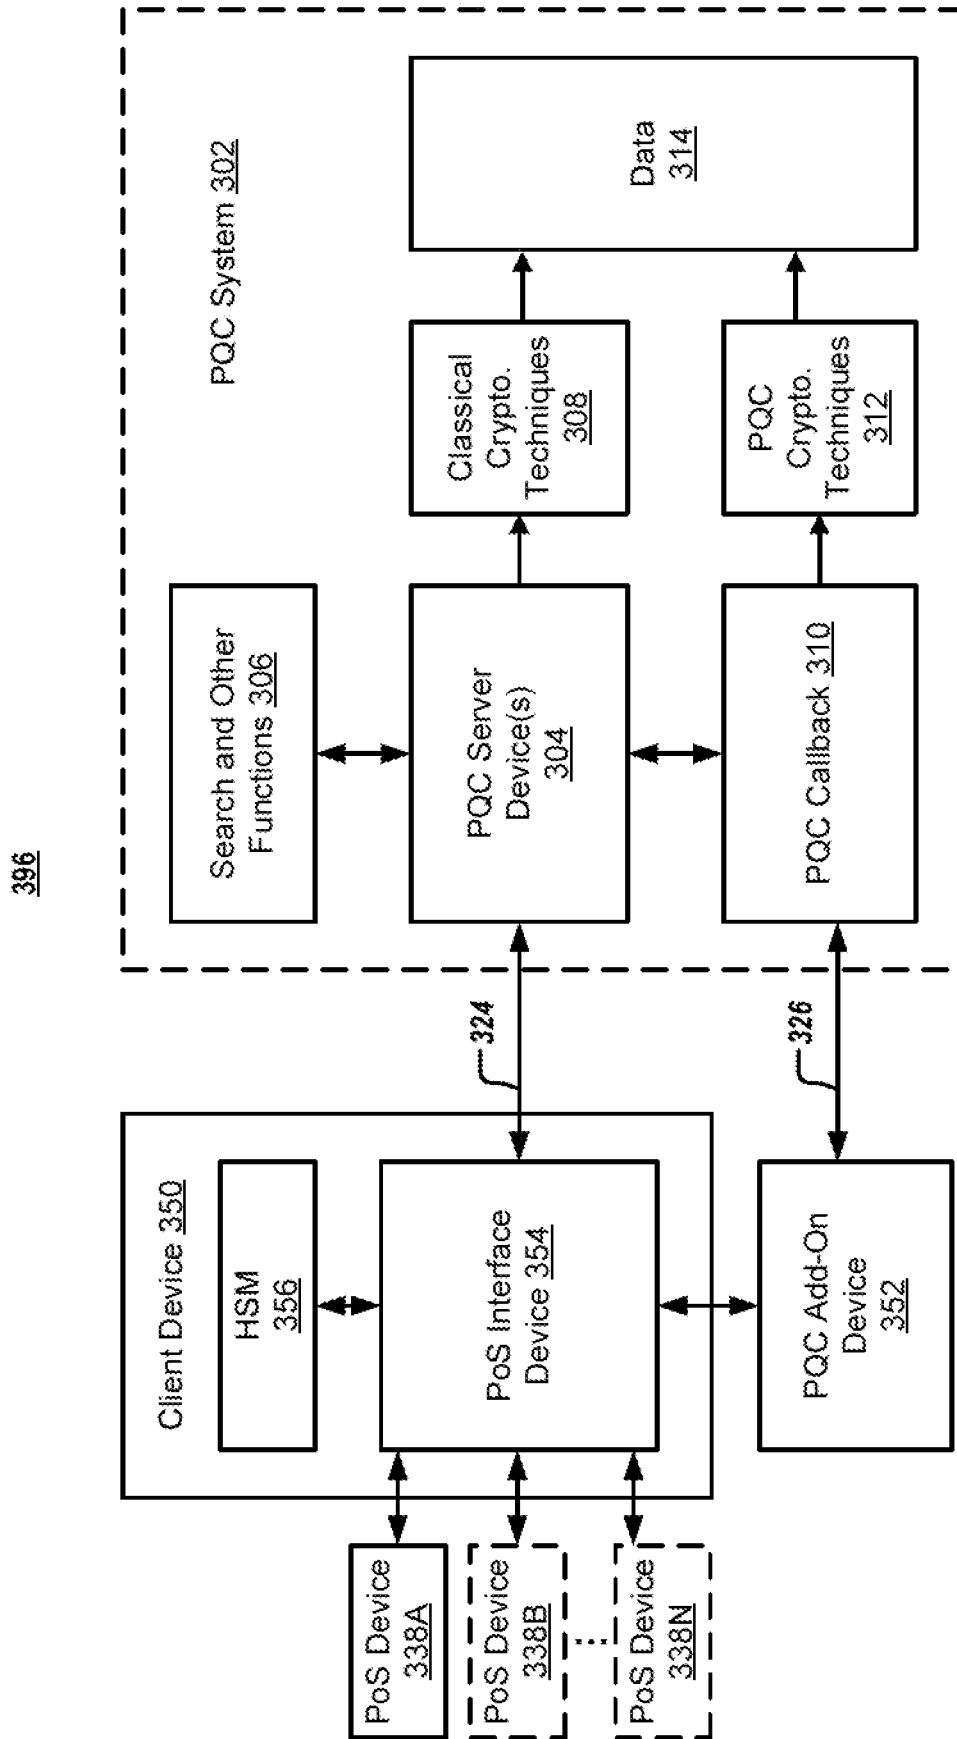 396
PQC System 302
Search and Other
Functions 306
PQC Server
Device(s)
304
Classical
Crypto.
Techniques
308
Data
314
PQC Callback 310
PQC
Crypto.
Techniques
312
324
326
Client Device 350
HSM
356
PoS Interface
Device 354
PQC Add-On
Device
352
PoS Device
338A
PoS Device
338B
PoS Device
338N